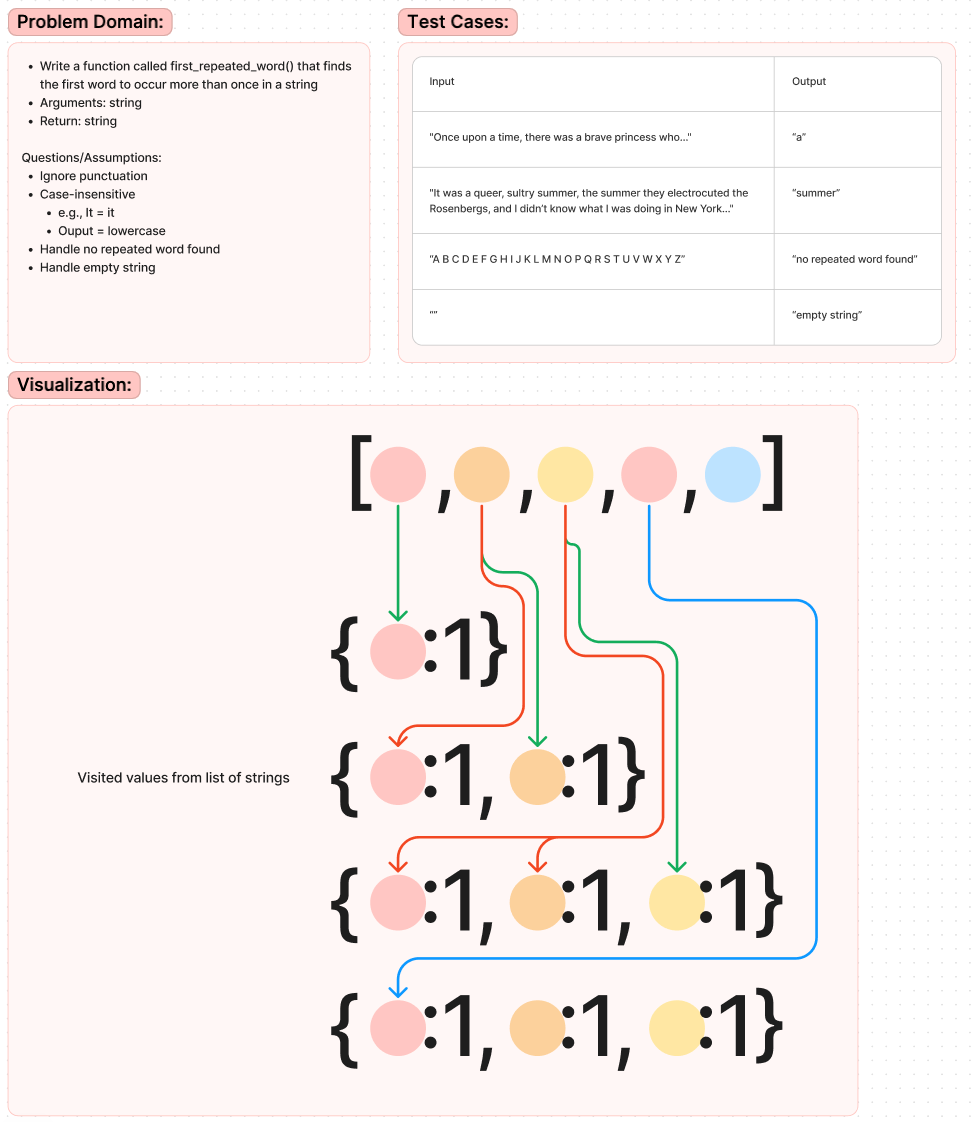 Problem Domain:
• Write a function called first_repeated_word() that finds
the first word to occur more than once in a string
• Arguments: string
• Return: string
Questions/Assumptions:
• Ignore punctuation
• Case-insensitive
• e.g., It = it
• Ouput = lowercase
• Handle no repeated word found
• Handle empty string
Test Cases:
Input
Output
"Once upon a time, there was a brave princess who..."
“a”
"It was a queer, sultry summer, the summer they electrocuted the
Rosenbergs, and I didn’t know what I was doing in New York..."
“summer”
“A B C D E F G H I J K L M N O P Q R S T U V W X Y Z”
“no repeated word found”
“”
“empty string”
Visualization:
[ , , , , ]
{ :1}
Visited values from list of strings
{ :1, :1}
{ :1, :1, :1}
{ :1, :1, :1}